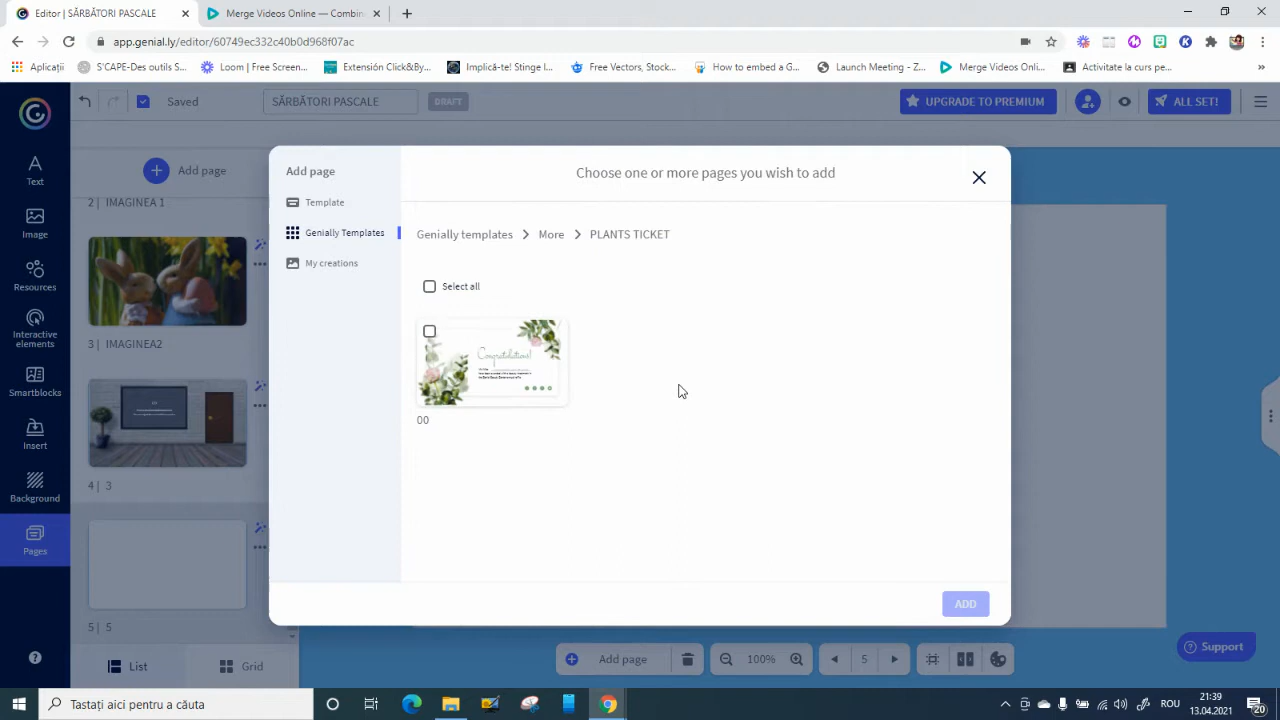 Editor | SĂRBĂTORI PASCALE
Merge Videos Online — Combin
app.genial.ly/editor/60749ec332c40b0d968f07ac
Aplicații
S'CAPE-Des outils S...
Loom | Free Screen...
Extensión Click&By...
Implică-te! Stinge l...
Free Vectors, Stock...
How to embed a G...
Launch Meeting - Z...
Merge Videos Onli...
Activitate la curs pe...
»
Saved
SĂRBĂTORI PASCALE
DRAFT
UPGRADE TO PREMIUM
ALL SET!
Text
Image
Resources
Interactive
elements
Smartblocks
Insert
Background
Pages
Add page
2 | IMAGINEA 1
3 | IMAGINEA2
4 | 3
5 | 5
List
Grid
Add page
Template
Genially Templates
My creations
Choose one or more pages you wish to add
Genially templates > More > PLANTS TICKET
Select all
Congratulations!
00
ADD
Add page
100%
5
Support
Tastați aici pentru a căuta
ROU
21:39
13.04.2021
20